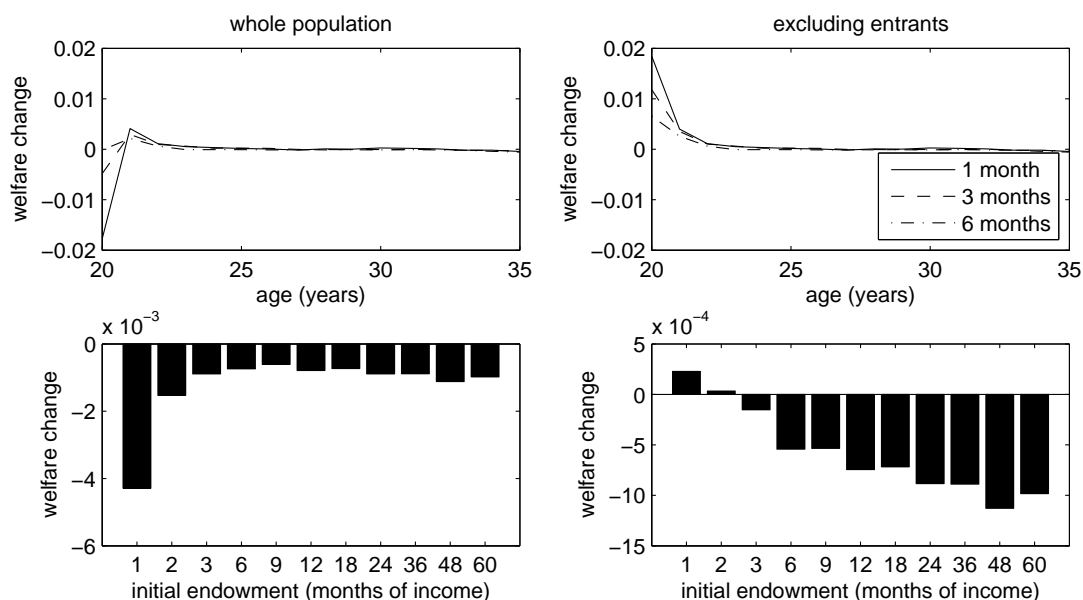 whole population
0.02
0.01
0
−0.01
−0.02
welfare change
20 25 30 35
age (years)
excluding entrants
0.02
0.01
0
−0.01
−0.02
welfare change
1 month
3 months
6 months
20 25 30 35
age (years)
x 10−3
0
−2
−4
−6
welfare change
1 2 3 6 9 12 18 24 36 48 60
initial endowment (months of income)
x 10−4
5
0
−5
−10
−15
welfare change
1 2 3 6 9 12 18 24 36 48 60
initial endowment (months of income)